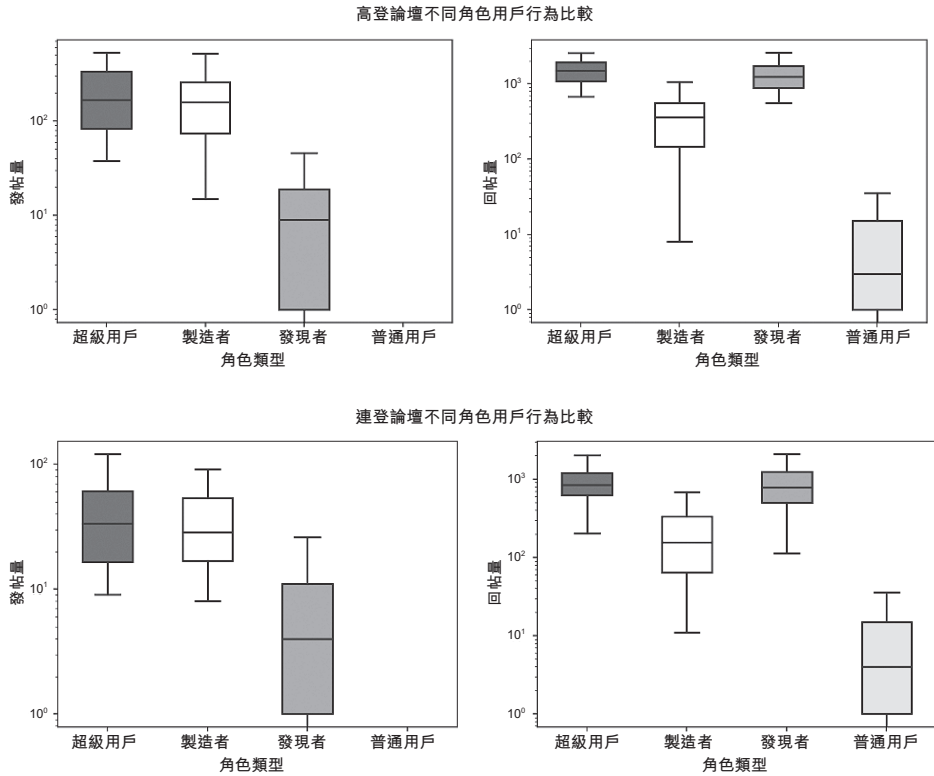 高登論壇不同角色用戶行為比較
發帖量
10²
10¹
10⁰
超級用戶 製造者 發現者 普通用戶
角色類型
回帖量
10³
10²
10¹
10⁰
超級用戶 製造者 發現者 普通用戶
角色類型
連登論壇不同角色用戶行為比較
發帖量
10²
10¹
10⁰
超級用戶 製造者 發現者 普通用戶
角色類型
回帖量
10³
10²
10¹
10⁰
超級用戶 製造者 發現者 普通用戶
角色類型